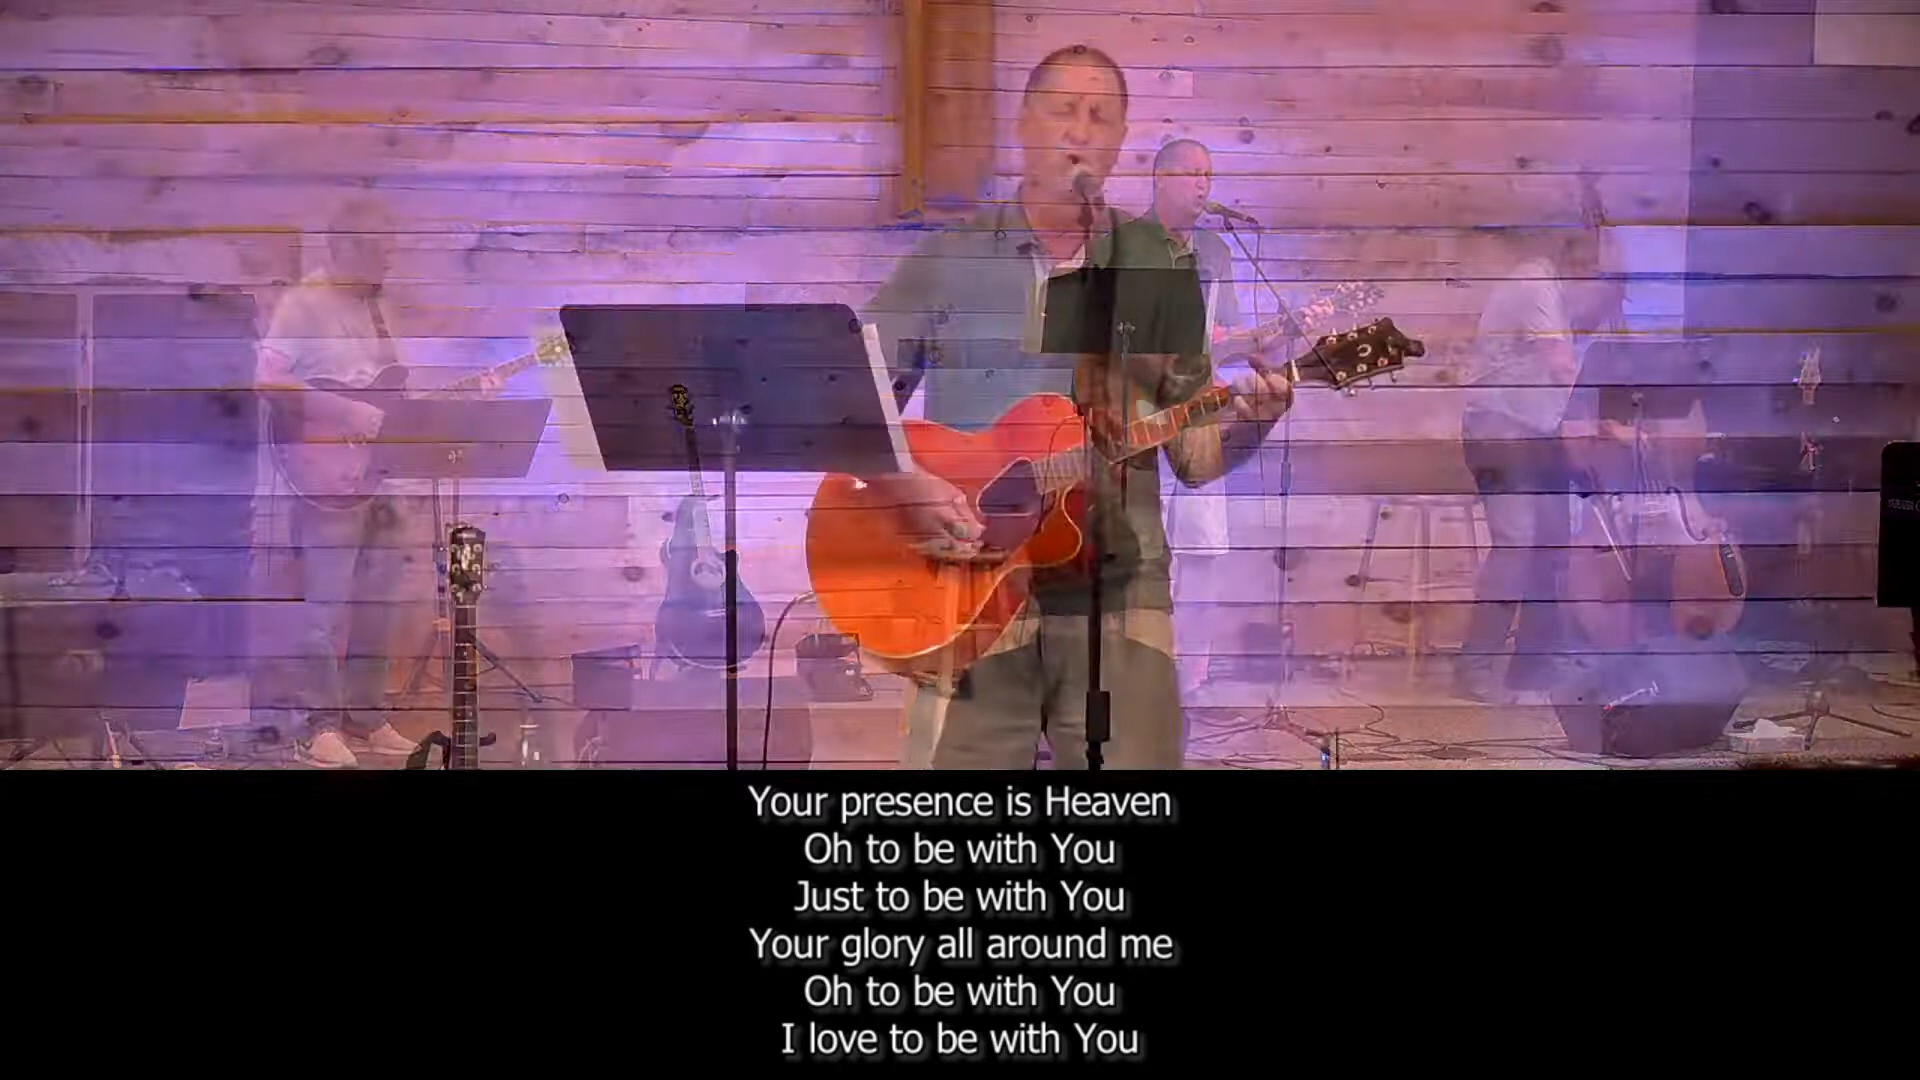 Your presence is Heaven
Oh to be with You
Just to be with You
Your glory all around me
Oh to be with You
I love to be with You